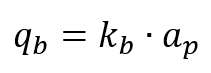 q_b = k_b · a_p